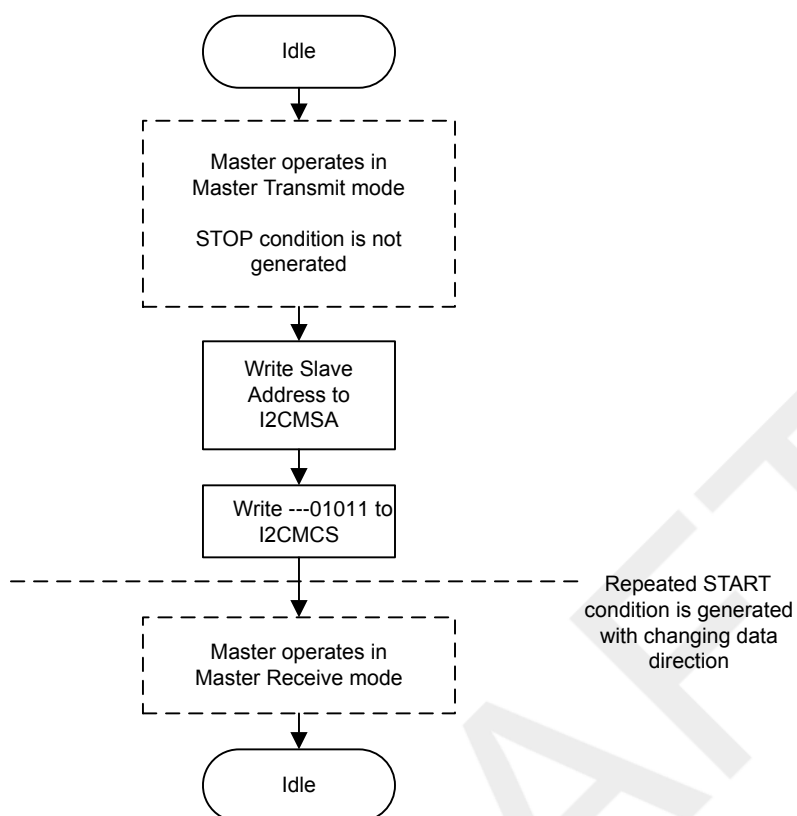 Idle
Master operates in
Master Transmit mode
STOP condition is not
generated
Write Slave
Address to
I2CMSA
Write ---01011 to
I2CMCS
Repeated START
condition is generated
with changing data
direction
Master operates in
Master Receive mode
Idle